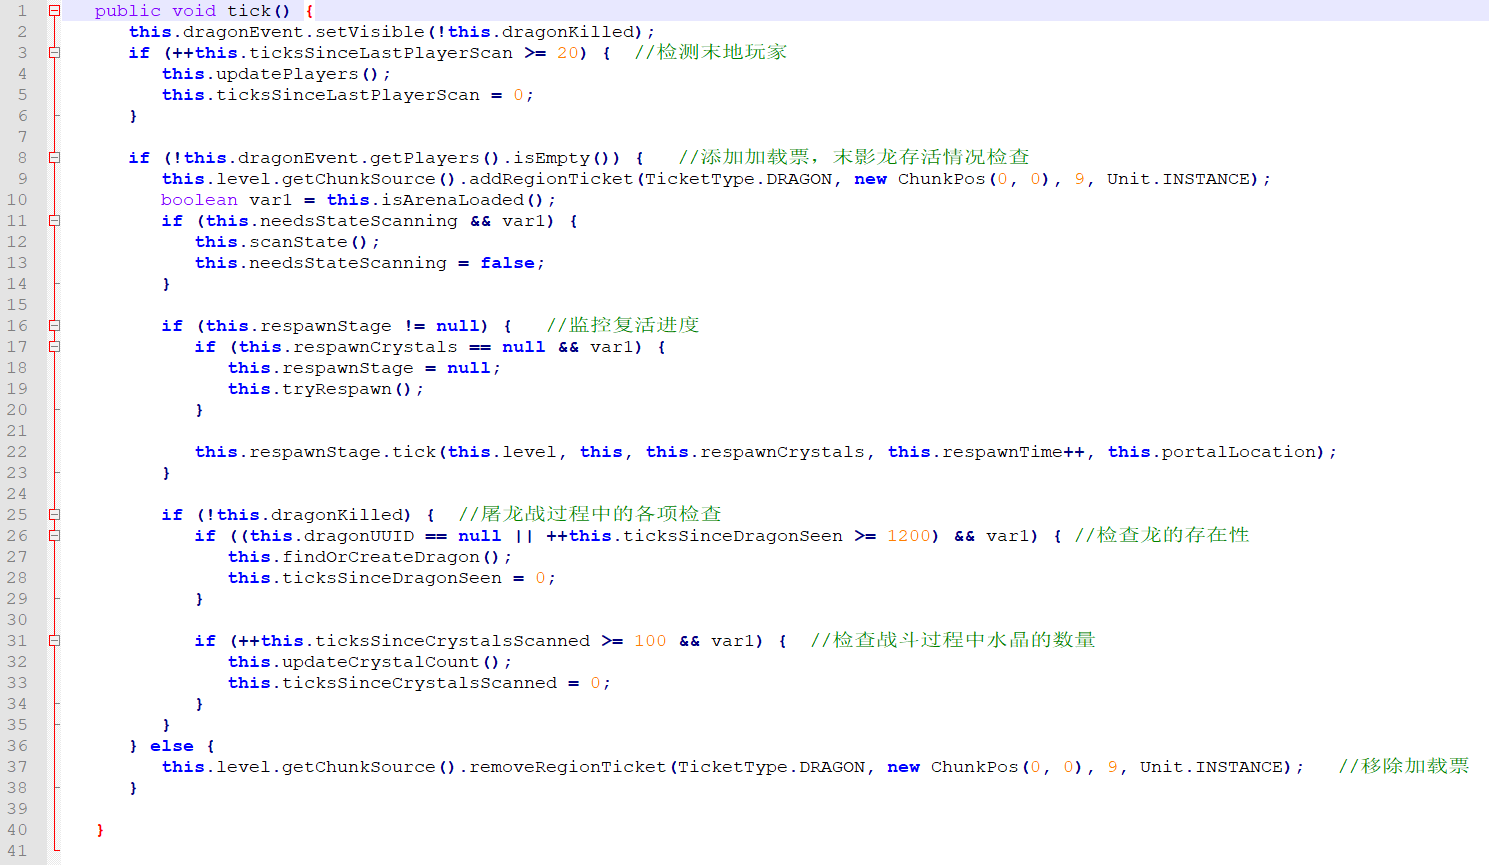 1 public void tick() {
2 this.dragonEvent.setVisible(!this.dragonKilled);
3 if (++this.ticksSinceLastPlayerScan >= 20) { //检测末地玩家
4 this.updatePlayers();
5 this.ticksSinceLastPlayerScan = 0;
6 }
7
8 if (!this.dragonEvent.getPlayers().isEmpty()) { //添加加载票，末影龙存活情况检查
9 this.level.getChunkSource().addRegionTicket(TicketType.DRAGON, new ChunkPos(0, 0), 9, Unit.INSTANCE);
10 boolean var1 = this.isArenaLoaded();
11 if (this.needsStateScanning && var1) {
12 this.scanState();
13 this.needsStateScanning = false;
14 }
15
16 if (this.respawnStage != null) { //监控复活进度
17 if (this.respawnCrystals == null && var1) {
18 this.respawnStage = null;
19 this.tryRespawn();
20 }
21
22 this.respawnStage.tick(this.level, this, this.respawnCrystals, this.respawnTime++, this.portalLocation);
23 }
24
25 if (!this.dragonKilled) { //屠龙战过程中的各项检查
26 if ((this.dragonUUID == null || ++this.ticksSinceDragonSeen >= 1200) && var1) { //检查龙的存在性
27 this.findOrCreateDragon();
28 this.ticksSinceDragonSeen = 0;
29 }
30
31 if (++this.ticksSinceCrystalsScanned >= 100 && var1) { //检查战斗过程中水晶的数量
32 this.updateCrystalCount();
33 this.ticksSinceCrystalsScanned = 0;
34 }
35 }
36 } else {
37 this.level.getChunkSource().removeRegionTicket(TicketType.DRAGON, new ChunkPos(0, 0), 9, Unit.INSTANCE); //移除加载票
38 }
39
40 }
41